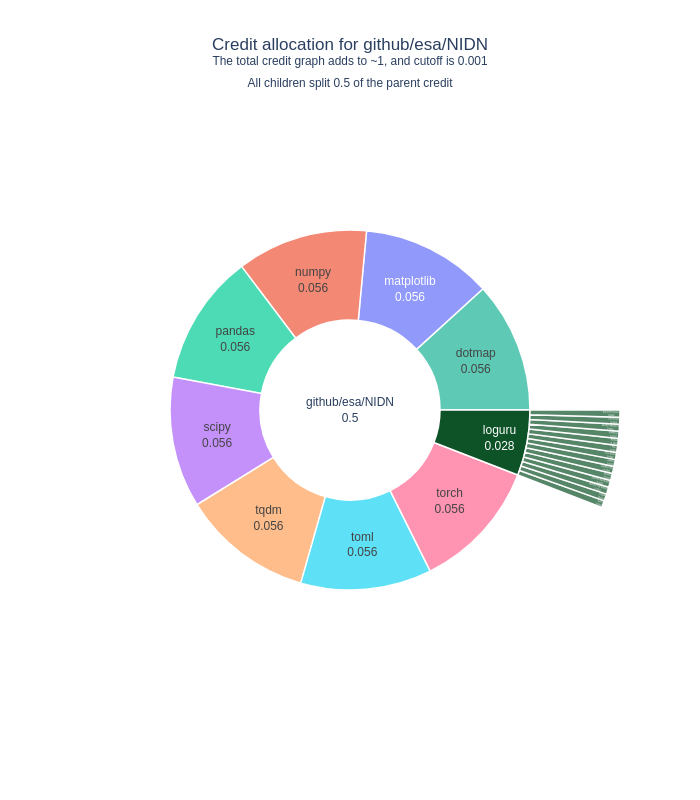 Credit allocation for github/esa/NIDN
The total credit graph adds to ~1, and cutoff is 0.001
All children split 0.5 of the parent credit
numpy
0.056
matplotlib
0.056
pandas
0.056
dotmap
0.056
github/esa/NIDN
0.5
scipy
0.056
loguru
0.028
tqdm
0.056
torch
0.056
toml
0.056